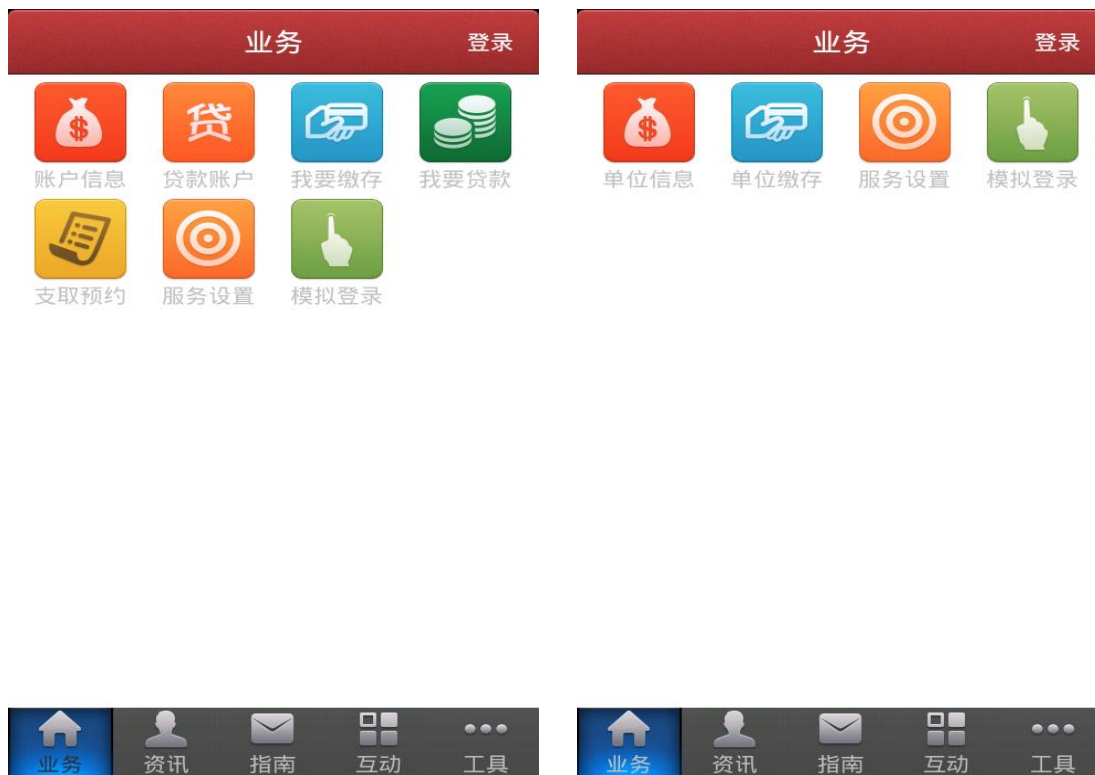 业务 登录
账户信息 贷款账户 我要缴存 我要贷款
支取预约 服务设置 模拟登录
业务 资讯 指南 互动 工具
业务 登录
单位信息 单位缴存 服务设置 模拟登录
业务 资讯 指南 互动 工具